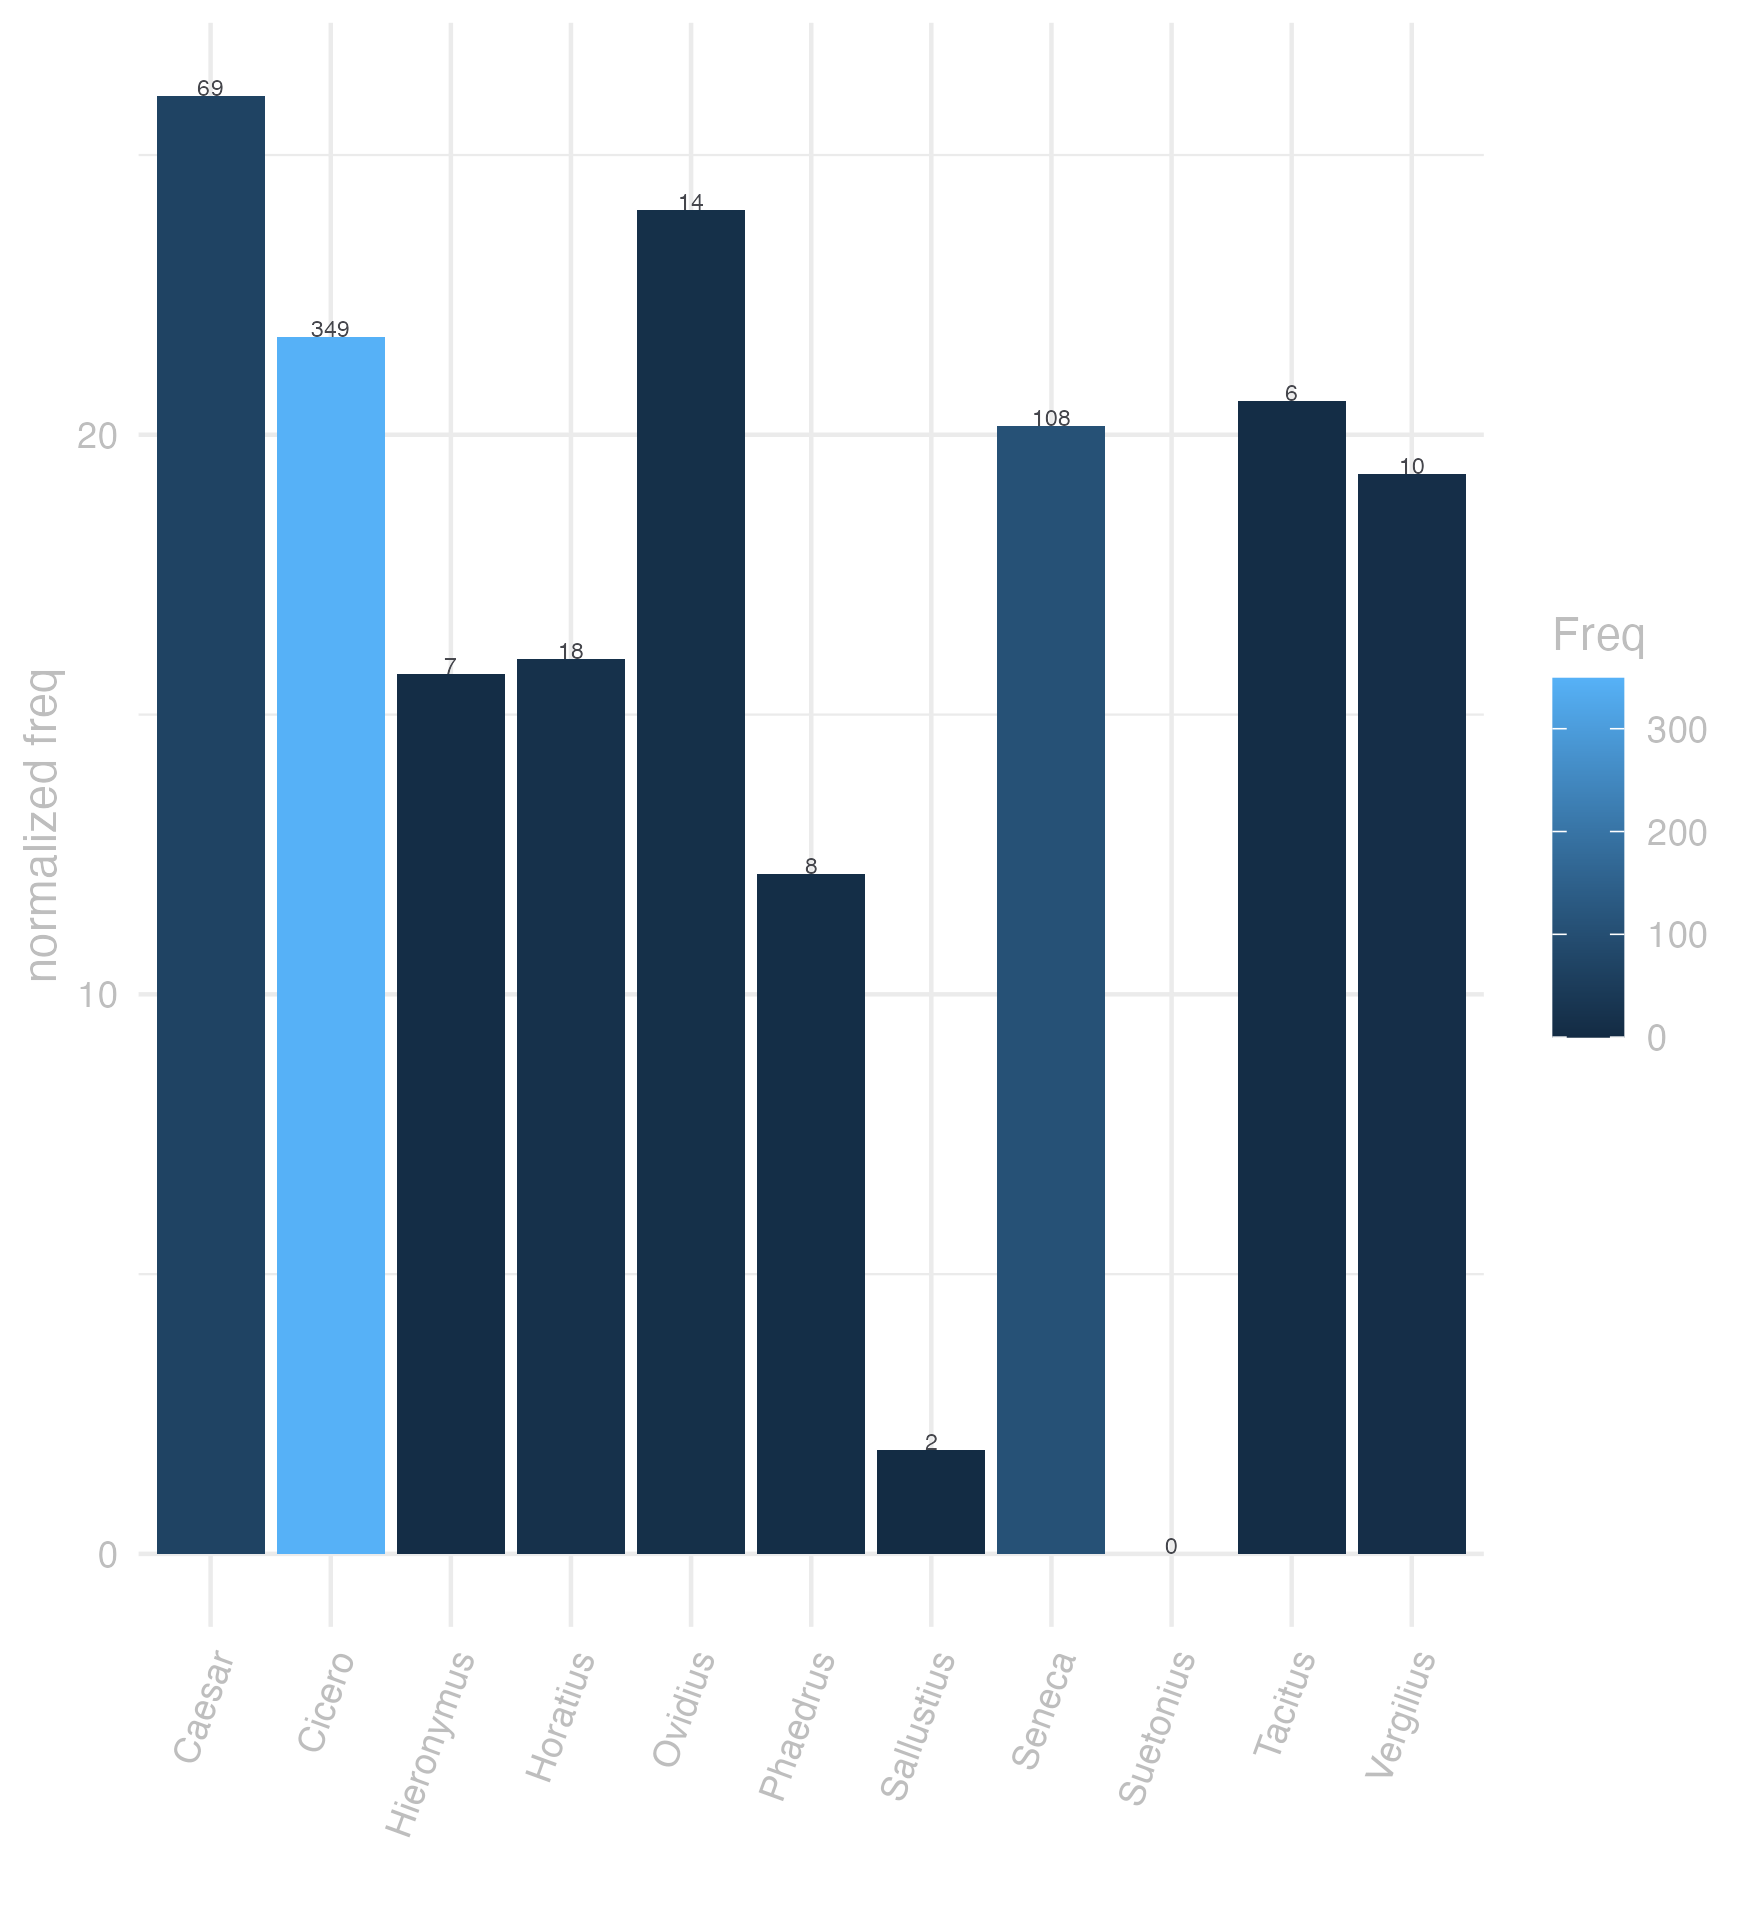 69
14
349
6
108
20
10
18
7
Freq
300
normalized freq
200
8
100
10
0
2
0
0
Caesar
Cicero
Hieronymus
Horatius
Ovidius
Phaedrus
Sallustius
Seneca
Suetonius
Tacitus
Vergilius